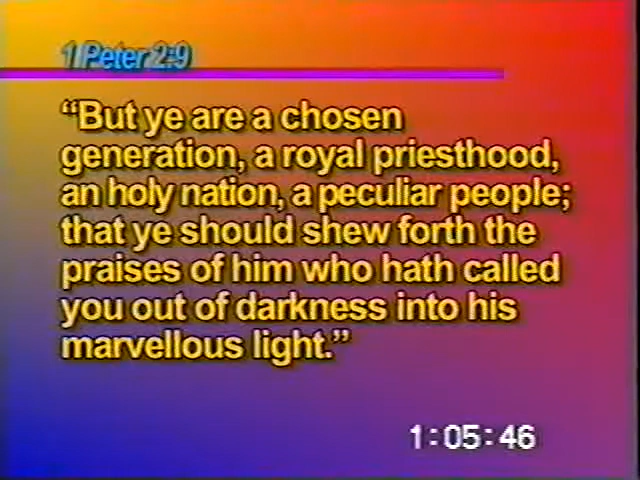 1 Peter 2:9
“But ye are a chosen
generation, a royal priesthood,
an holy nation, a peculiar people;
that ye should shew forth the
praises of him who hath called
you out of darkness into his
marvellous light.”
1:05:46